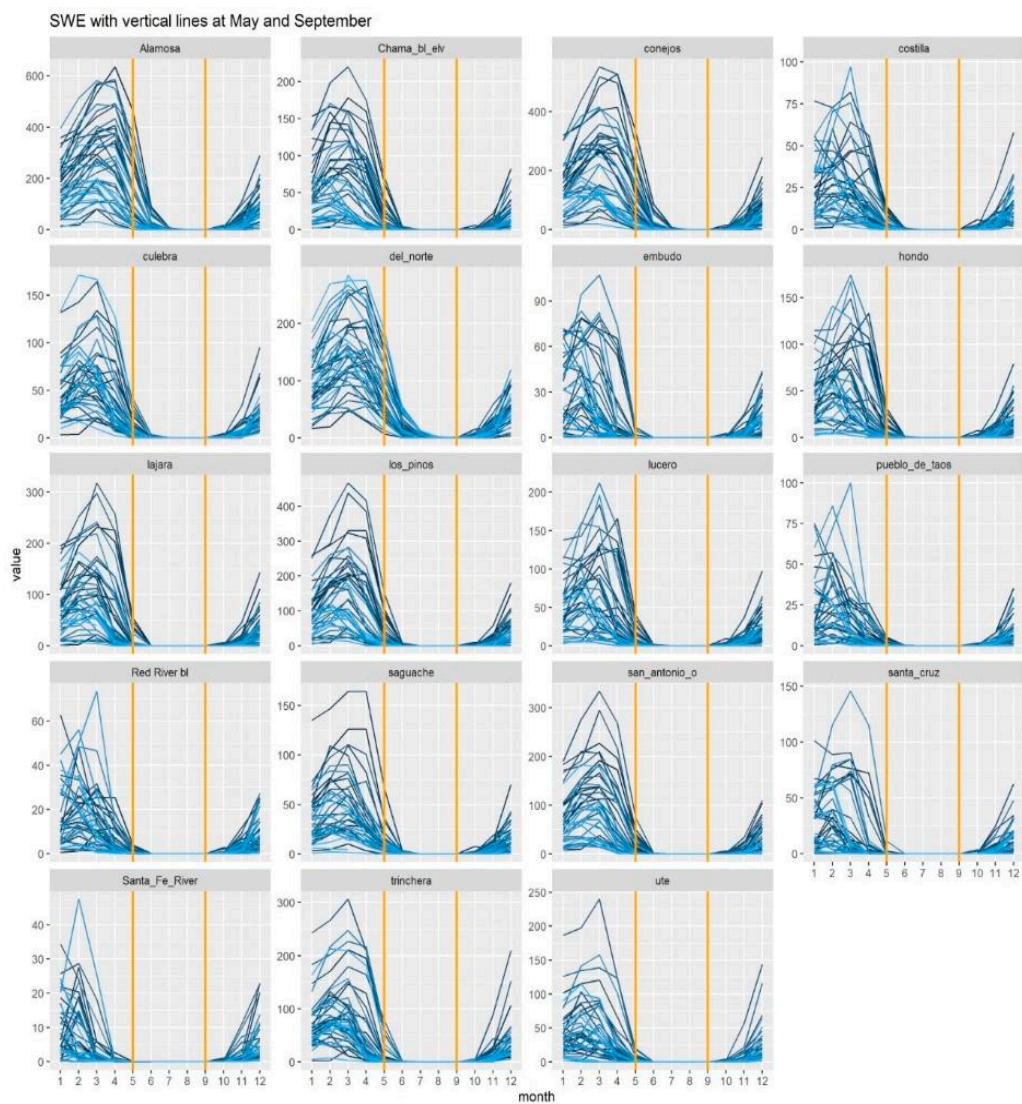 SWE with vertical lines at May and September
Alamosa Chama_bl_elv conejos costilla
600 400 200 0
200 150 100 50 0
400 200 0
100 75 50 25 0
culebra del_norte embudo hondo
150 100 50 0
200 100 0
90 60 30 0
150 100 50 0
lajara los_pinos lucero pueblo_de_taos
300 200 100 0
400 300 200 100 0
200 150 100 50 0
100 75 50 25 0
value
Red River bl saguache san_antonio_o santa_cruz
60 40 20 0
150 100 50 0
300 200 100 0
150 100 50 0
1 2 3 4 5 6 7 8 9 10 11 12
Santa_Fe_River trinchera ute
40 30 20 10 0
300 200 100 0
250 200 150 100 50 0
1 2 3 4 5 6 7 8 9 10 11 12 1 2 3 4 5 6 7 8 9 10 11 12 1 2 3 4 5 6 7 8 9 10 11 12
month